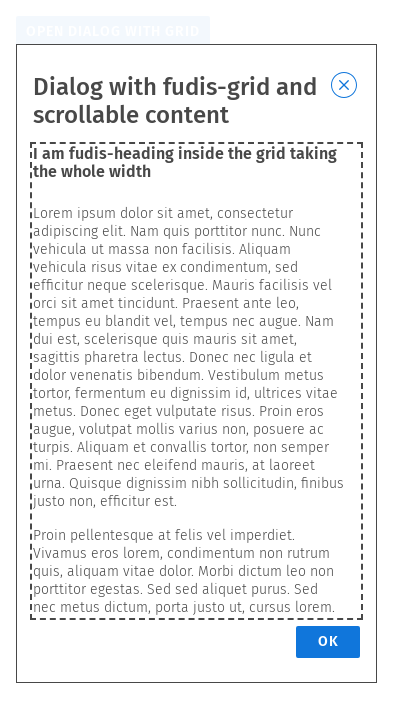 OPEN DIALOG WITH GRID
Dialog with fudis-grid and
scrollable content
I am fudis-heading inside the grid taking
the whole width
Lorem ipsum dolor sit amet, consectetur
adipiscing elit. Nam quis porttitor nunc. Nunc
vehicula ut massa non facilisis. Aliquam
vehicula risus vitae ex condimentum, sed
efficitur neque scelerisque. Mauris facilisis vel
orci sit amet tincidunt. Praesent ante leo,
tempus eu blandit vel, tempus nec augue. Nam
dui est, scelerisque quis mauris sit amet,
sagittis pharetra lectus. Donec nec ligula et
dolor venenatis bibendum. Vestibulum metus
tortor, fermentum eu dignissim id, ultrices vitae
metus. Donec eget vulputate risus. Proin eros
augue, volutpat mollis varius non, posuere ac
turpis. Aliquam et convallis tortor, non semper
mi. Praesent nec eleifend mauris, at laoreet
urna. Quisque dignissim nibh sollicitudin, finibus
justo non, efficitur est.
Proin pellentesque at felis vel imperdiet.
Vivamus eros lorem, condimentum non rutrum
quis, aliquam vitae dolor. Morbi dictum leo non
porttitor egestas. Sed sed aliquet purus. Sed
nec metus dictum, porta justo ut, cursus lorem.
OK